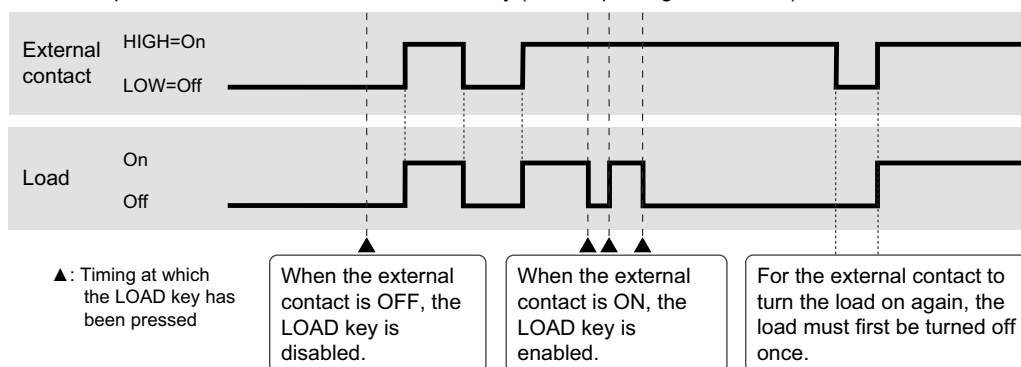 External
contact
HIGH=On
LOW=Off
Load
On
Off
▲: Timing at which
the LOAD key has
been pressed
When the external
contact is OFF, the
LOAD key is
disabled.
When the external
contact is ON, the
LOAD key is
enabled.
For the external contact to
turn the load on again, the
load must first be turned off
once.